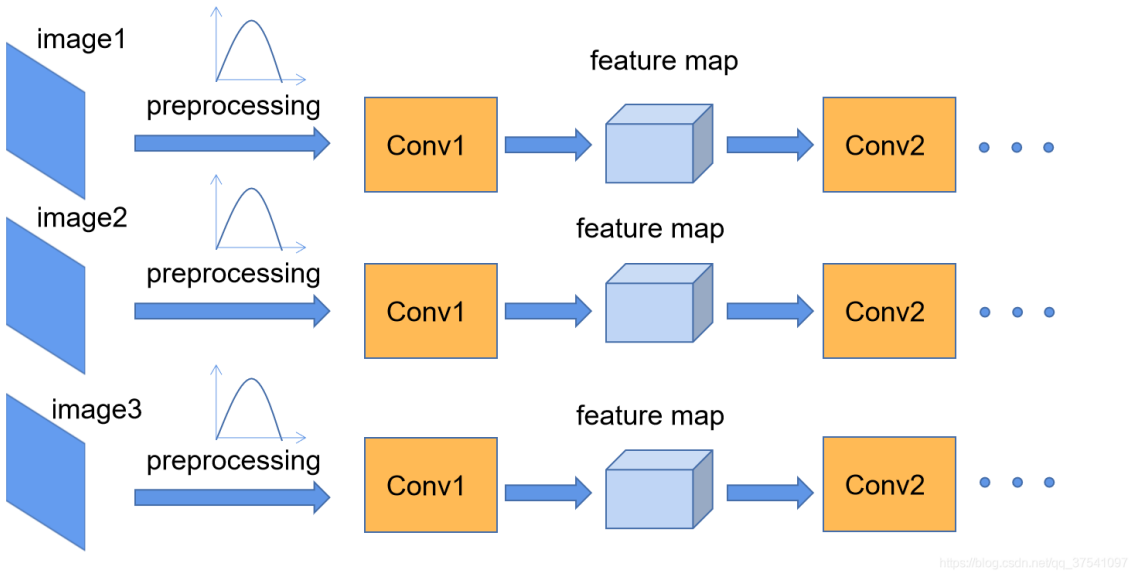 image1
preprocessing
Conv1
feature map
Conv2
image2
preprocessing
Conv1
feature map
Conv2
image3
preprocessing
Conv1
feature map
Conv2
https://blog.csdn.net/qq_37541097